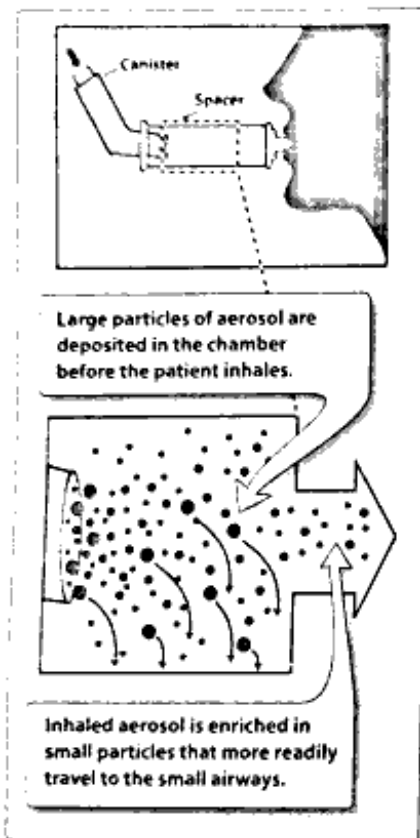 Canister
Spacer
Large particles of aerosol are
deposited in the chamber
before the patient inhales.
Inhaled aerosol is enriched in
small particles that more readily
travel to the small airways.